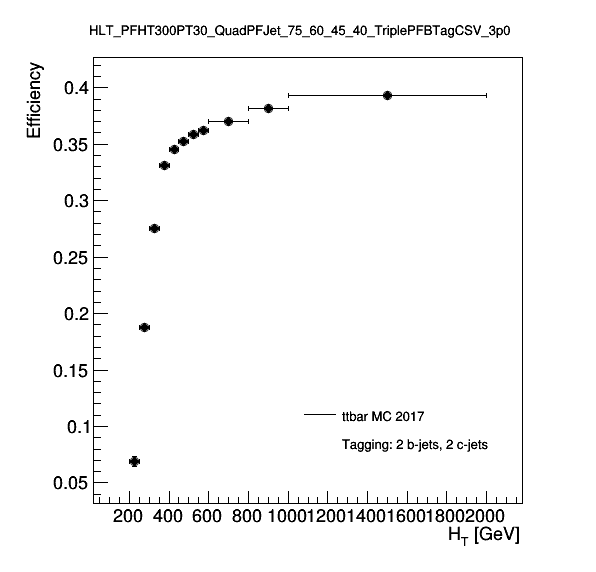 HLT_PFHT300PT30_QuadPFJet_75_60_45_40_TriplePFBTagCSV_3p0
Efficiency
0.4
0.35
0.3
0.25
0.2
0.15
0.1
0.05
ttbar MC 2017
Tagging: 2 b-jets, 2 c-jets
200 400 600 800 1000 1200 1400 1600 1800 2000
H_T [GeV]